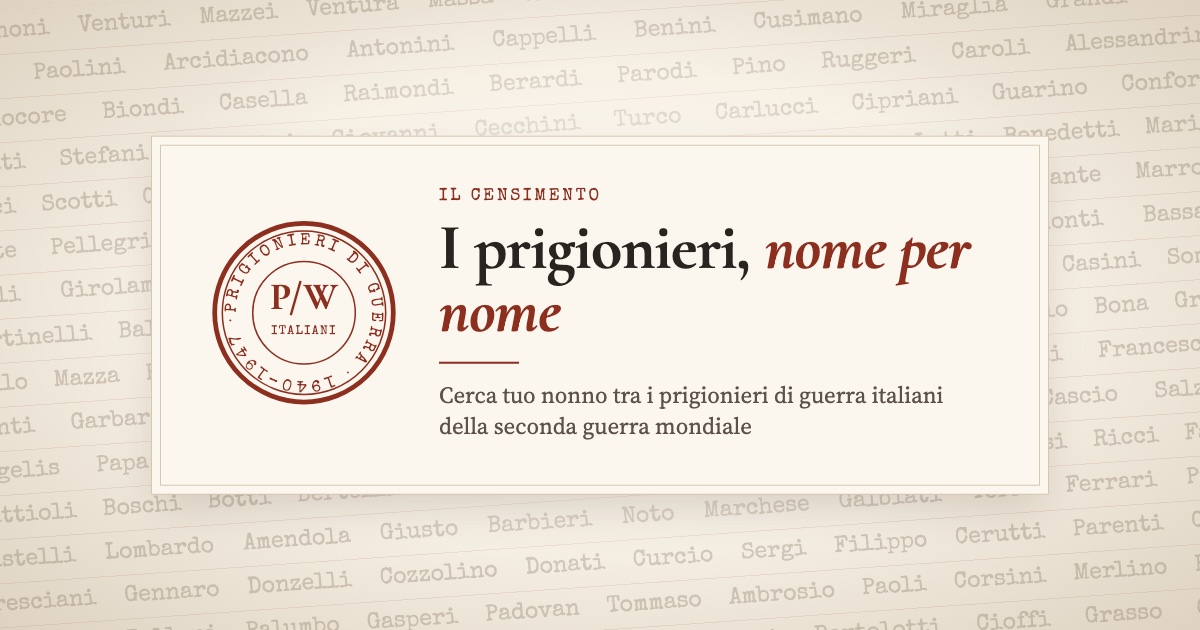 Venturi Mazzei Ventura
Paolini Arcidiacono Antonini Cappelli Benini Cusimano Miraglia
Biondi Casella Raimondi Berardi Parodi Pino Ruggeri Caroli
Stefani Cecchini Turco Carlucci Cipriani Guarino
Scotti Benedetti
IL CENSIMENTO
I prigionieri, nome per
nome
Cerca tuo nonno tra i prigionieri di guerra italiani
della seconda guerra mondiale
PRIGIONIERI DI GUERRA · 1940–1947 ·
P/W
ITALIANI
Casini
Bona
Mazza
Ricci
Papa
Ferrari
Boschi Botti
Lombardo Amendola Giusto Barbieri Noto Marchese Galbiati
Gennaro Donzelli Cozzolino Donati Curcio Sergi Filippo Cerutti Parenti
Palumbo Gasperi Padovan Tommaso Ambrosio Paoli Corsini Merlino
Cioffi Grasso